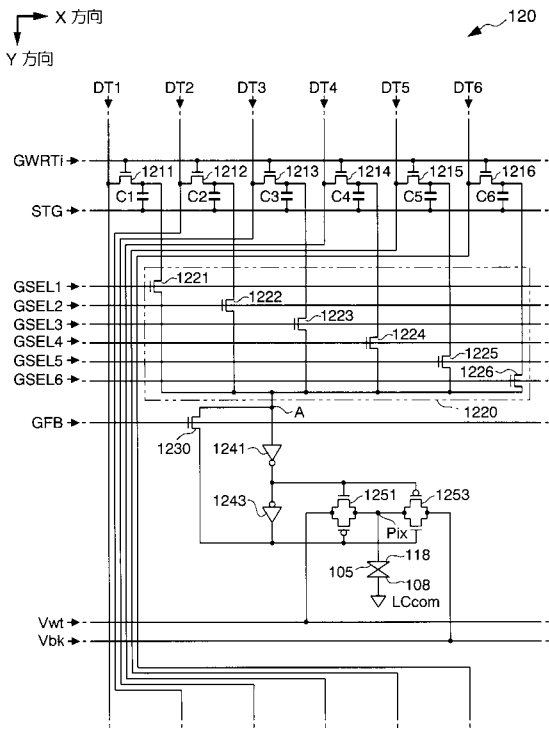 X 方向
Y 方向
120
DT1 DT2 DT3 DT4 DT5 DT6
GWRTi
1211 1212 1213 1214 1215 1216
C1 C2 C3 C4 C5 C6
STG
1221
GSEL1
1222
GSEL2
1223
GSEL3
1224
GSEL4
1225
GSEL5
1226
GSEL6
A
1220
GFB
1230
1241
1243
1251 1253
Pix
118
105
108
LCcom
Vwt
Vbk